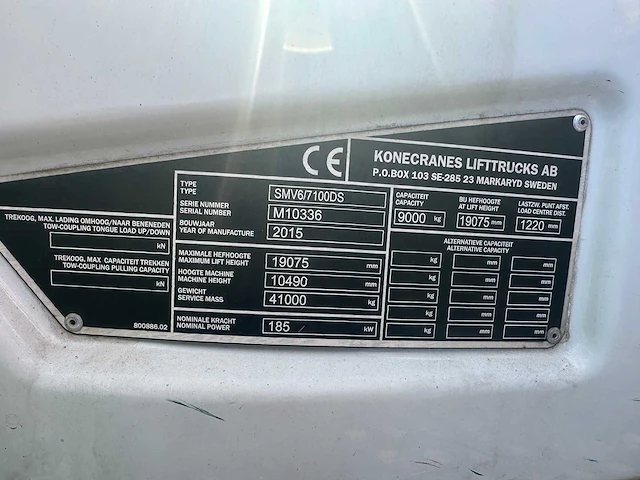 CE
KONECRANES LIFTTRUCKS AB
P.O.BOX 103 SE-285 23 MARKARYD SWEDEN
TREKOOG, MAX. LADING OMHOOG/NAAR BENEDENEN
TOW-COUPLING TONGUE LOAD UP/DOWN
kN
TREKOOG, MAX. CAPACITEIT TREKKEN
TOW-COUPLING PULLING CAPACITY
kN
800886.02
TYPE
TYPE
SMV6/7100DS
SERIE NUMMER
SERIAL NUMBER
M10336
BOUWJAAR
YEAR OF MANUFACTURE
2015
MAXIMALE HEFHOOGTE
MAXIMUM LIFT HEIGHT
19075 mm
HOOGTE MACHINE
MACHINE HEIGHT
10490 mm
GEWICHT
SERVICE MASS
41000 kg
NOMINALE KRACHT
NOMINAL POWER
185 kW
CAPACITEIT
CAPACITY
9000 kg
BIJ HEFHOOGTE
AT LIFT HEIGHT
19075 mm
LASTZW. PUNT AFST.
LOAD CENTRE DIST.
1220 mm
ALTERNATIEVE CAPACITEIT
ALTERNATIVE CAPACITY
kg mm mm
kg mm mm
kg mm mm
kg mm mm
kg mm mm